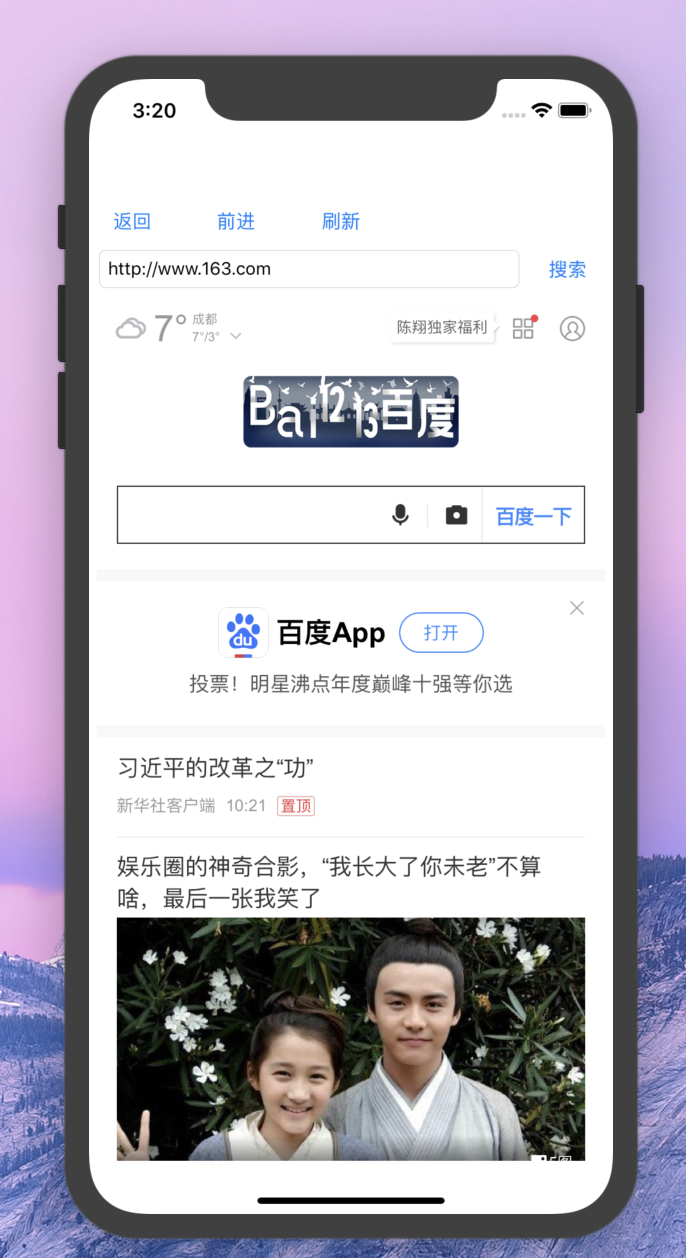 3:20
返回 前进 刷新
http://www.163.com 搜索
7° 成都
7°/3°
陈翔独家福利
Bai 12 13 百度
百度一下
du 百度App 打开
投票！明星沸点年度巅峰十强等你选
习近平的改革之“功”
新华社客户端 10:21 置顶
娱乐圈的神奇合影，“我长大了你未老”不算
啥，最后一张我笑了